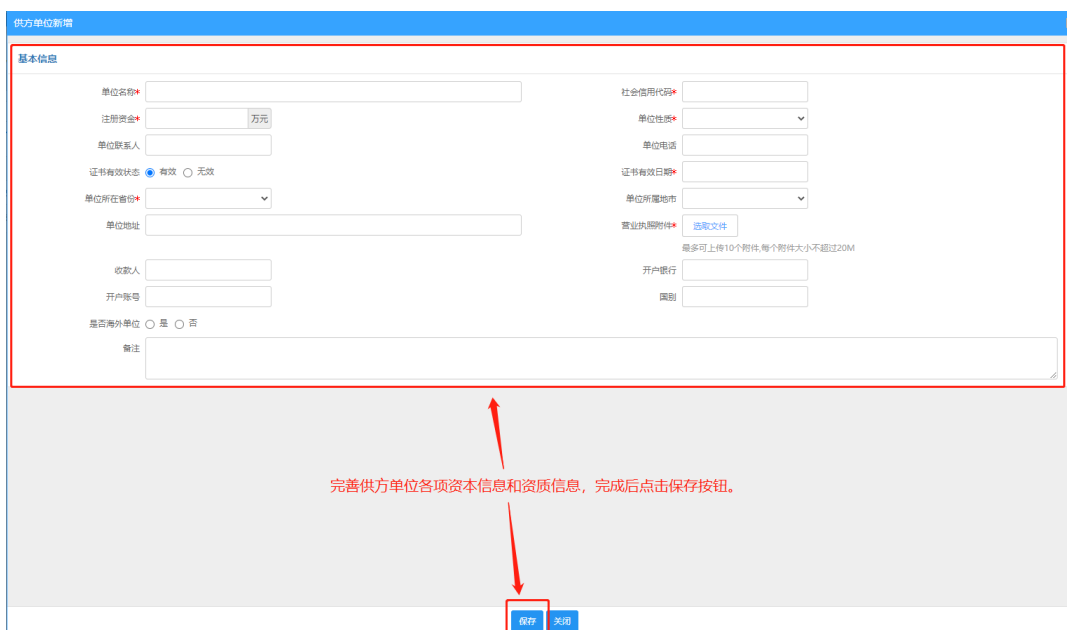 供方单位新增
基本信息
单位名称* 社会信用代码*
注册资金* 万元 单位性质*
单位联系人 单位电话
证书有效状态 有效 无效 证书有效日期*
单位所在省份* 单位所属地市
单位地址 营业执照附件* 选取文件
最多可上传10个附件,每个附件大小不超过20M
收款人 开户银行
开户账号 国别
是否海外单位 是 否
备注
完善供方单位各项资本信息和资质信息，完成后点击保存按钮。
保存 关闭